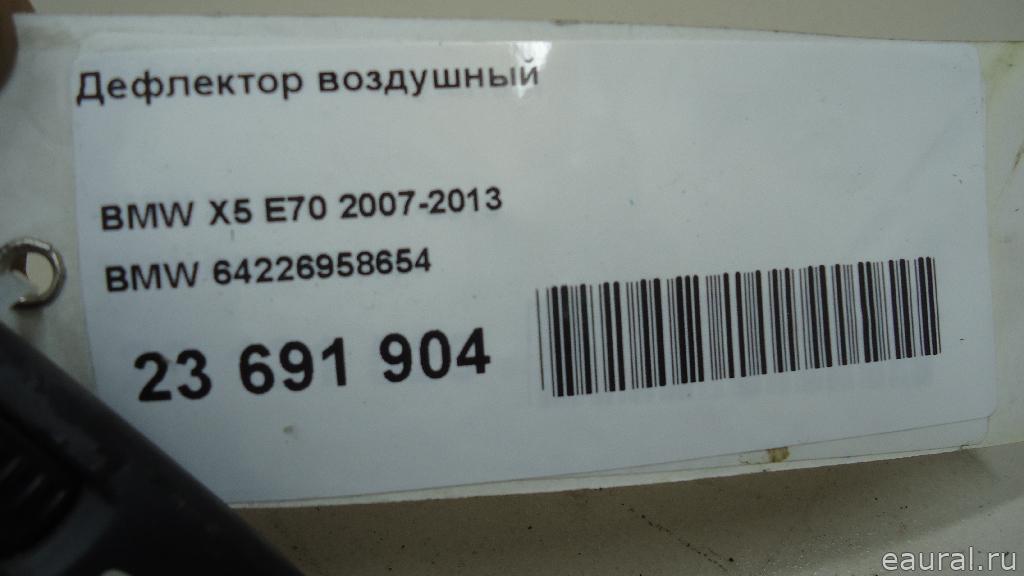 Дефлектор воздушный
BMW X5 E70 2007-2013
BMW 64226958654
23 691 904
eaural.ru